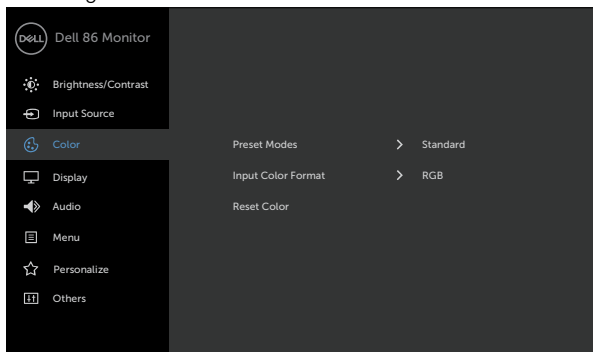 DELL Dell 86 Monitor
Brightness/Contrast
Input Source
Color
Preset Modes Standard
Input Color Format RGB
Reset Color
Display
Audio
Menu
Personalize
Others